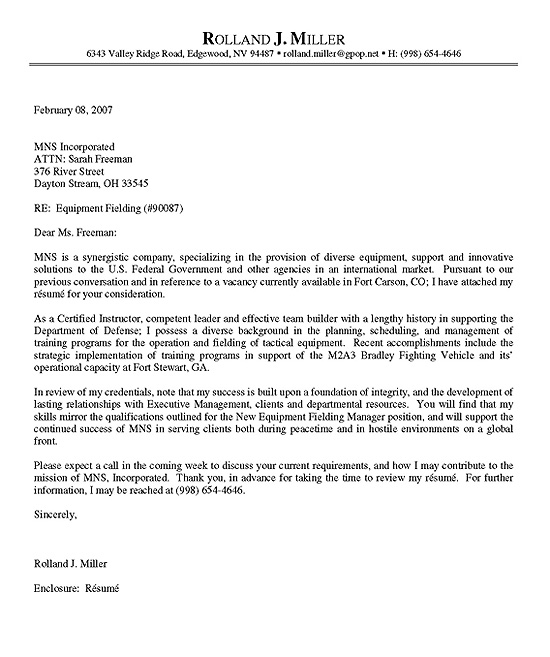 ROLLAND J. MILLER
6343 Valley Ridge Road, Edgewood, NV 94487 • rolland.miller@gpop.net • H: (998) 654-4646
February 08, 2007
MNS Incorporated
ATTN: Sarah Freeman
376 River Street
Dayton Stream, OH 33545
RE:  Equipment Fielding (#90087)
Dear Ms. Freeman:
MNS is a synergistic company, specializing in the provision of diverse equipment, support and innovative
solutions to the U.S. Federal Government and other agencies in an international market.  Pursuant to our
previous conversation and in reference to a vacancy currently available in Fort Carson, CO; I have attached my
résumé for your consideration.
As a Certified Instructor, competent leader and effective team builder with a lengthy history in supporting the
Department of Defense; I possess a diverse background in the planning, scheduling, and management of
training programs for the operation and fielding of tactical equipment.  Recent accomplishments include the
strategic implementation of training programs in support of the M2A3 Bradley Fighting Vehicle and its’
operational capacity at Fort Stewart, GA.
In review of my credentials, note that my success is built upon a foundation of integrity, and the development of
lasting relationships with Executive Management, clients and departmental resources.  You will find that my
skills mirror the qualifications outlined for the New Equipment Fielding Manager position, and will support the
continued success of MNS in serving clients both during peacetime and in hostile environments on a global
front.
Please expect a call in the coming week to discuss your current requirements, and how I may contribute to the
mission of MNS, Incorporated.  Thank you, in advance for taking the time to review my résumé.  For further
information, I may be reached at (998) 654-4646.
Sincerely,
Rolland J. Miller
Enclosure:  Résumé